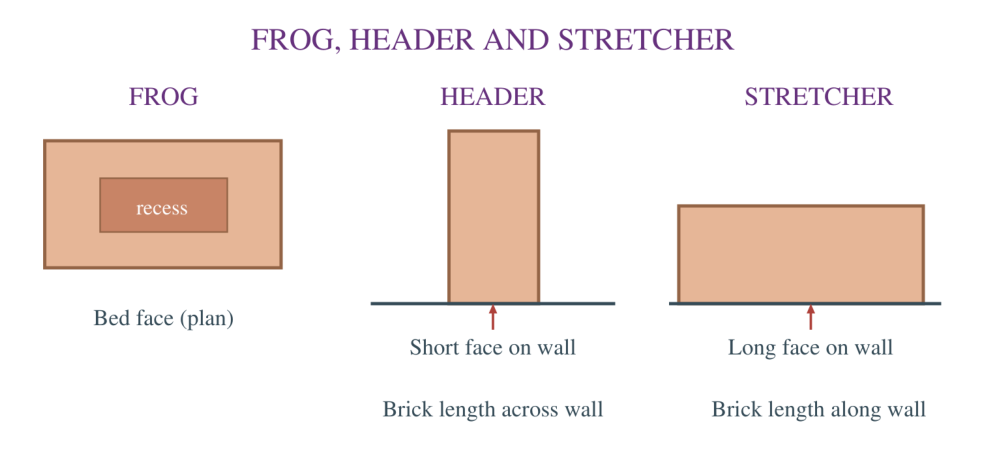 FROG, HEADER AND STRETCHER
FROG
recess
Bed face (plan)
HEADER
Short face on wall
Brick length across wall
STRETCHER
Long face on wall
Brick length along wall